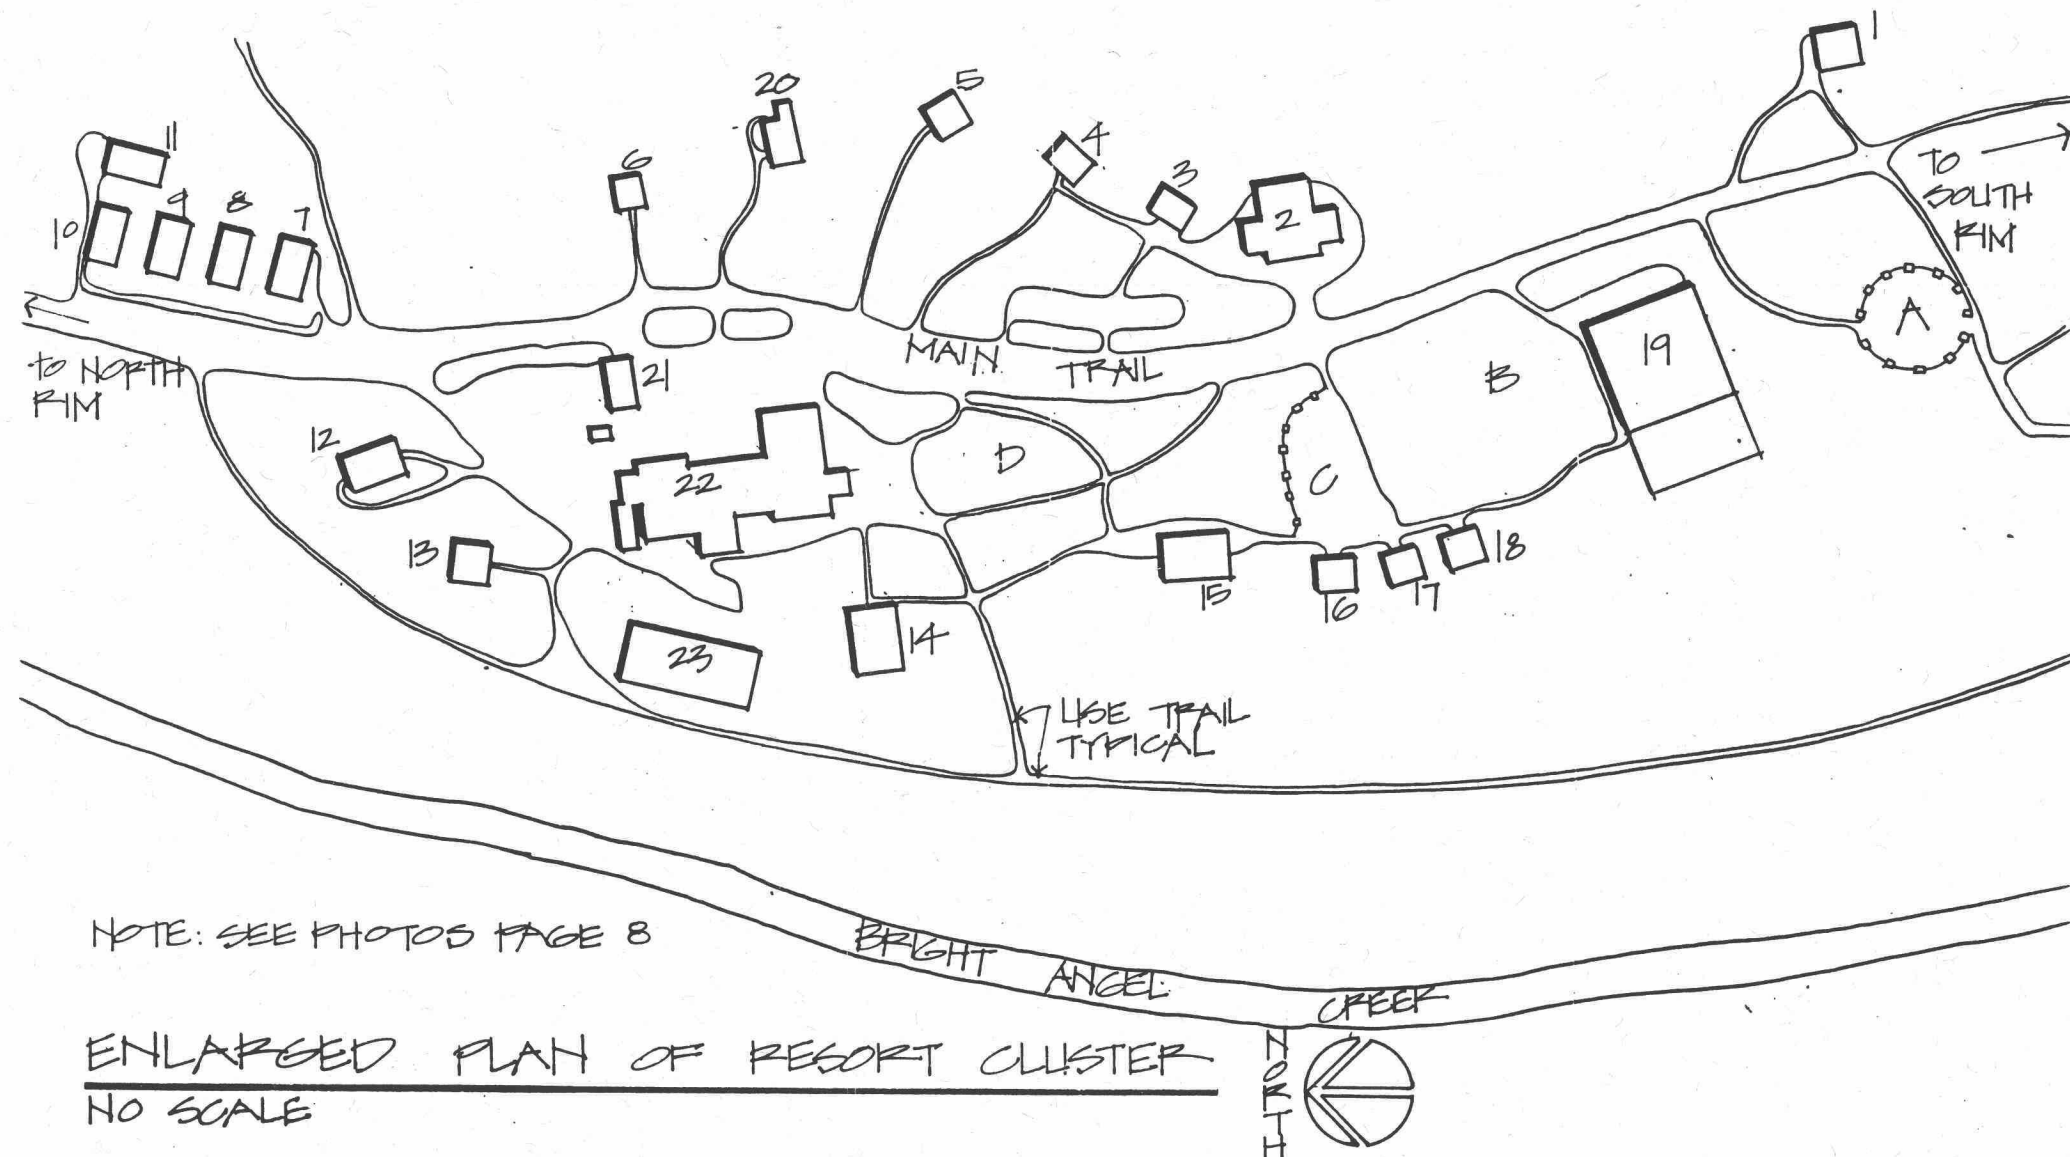 1
20
5
6
4
3
2
11
10
9
8
7
TO
SOUTH
RIM
A
to NORTH
RIM
MAIN TRAIL
21
19
B
12
22
D
C
13
15
16
17
18
14
23
USE TRAIL
TYPICAL
NOTE: SEE PHOTOS PAGE 8
BRIGHT ANGEL CREEK
ENLARGED PLAN OF RESORT CLUSTER
NO SCALE
NORTH